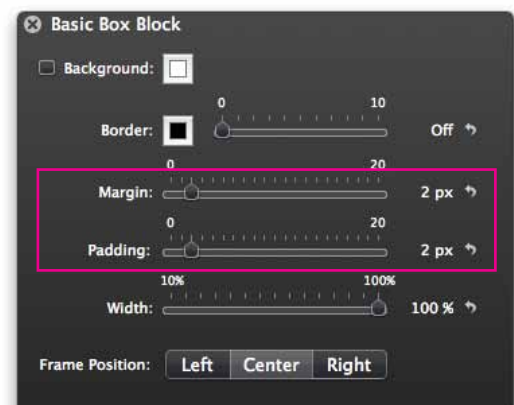 Basic Box Block
Background:
0 10
Border: Off
0 20
Margin: 2 px
0 20
Padding: 2 px
10% 100%
Width: 100 %
Frame Position: Left Center Right